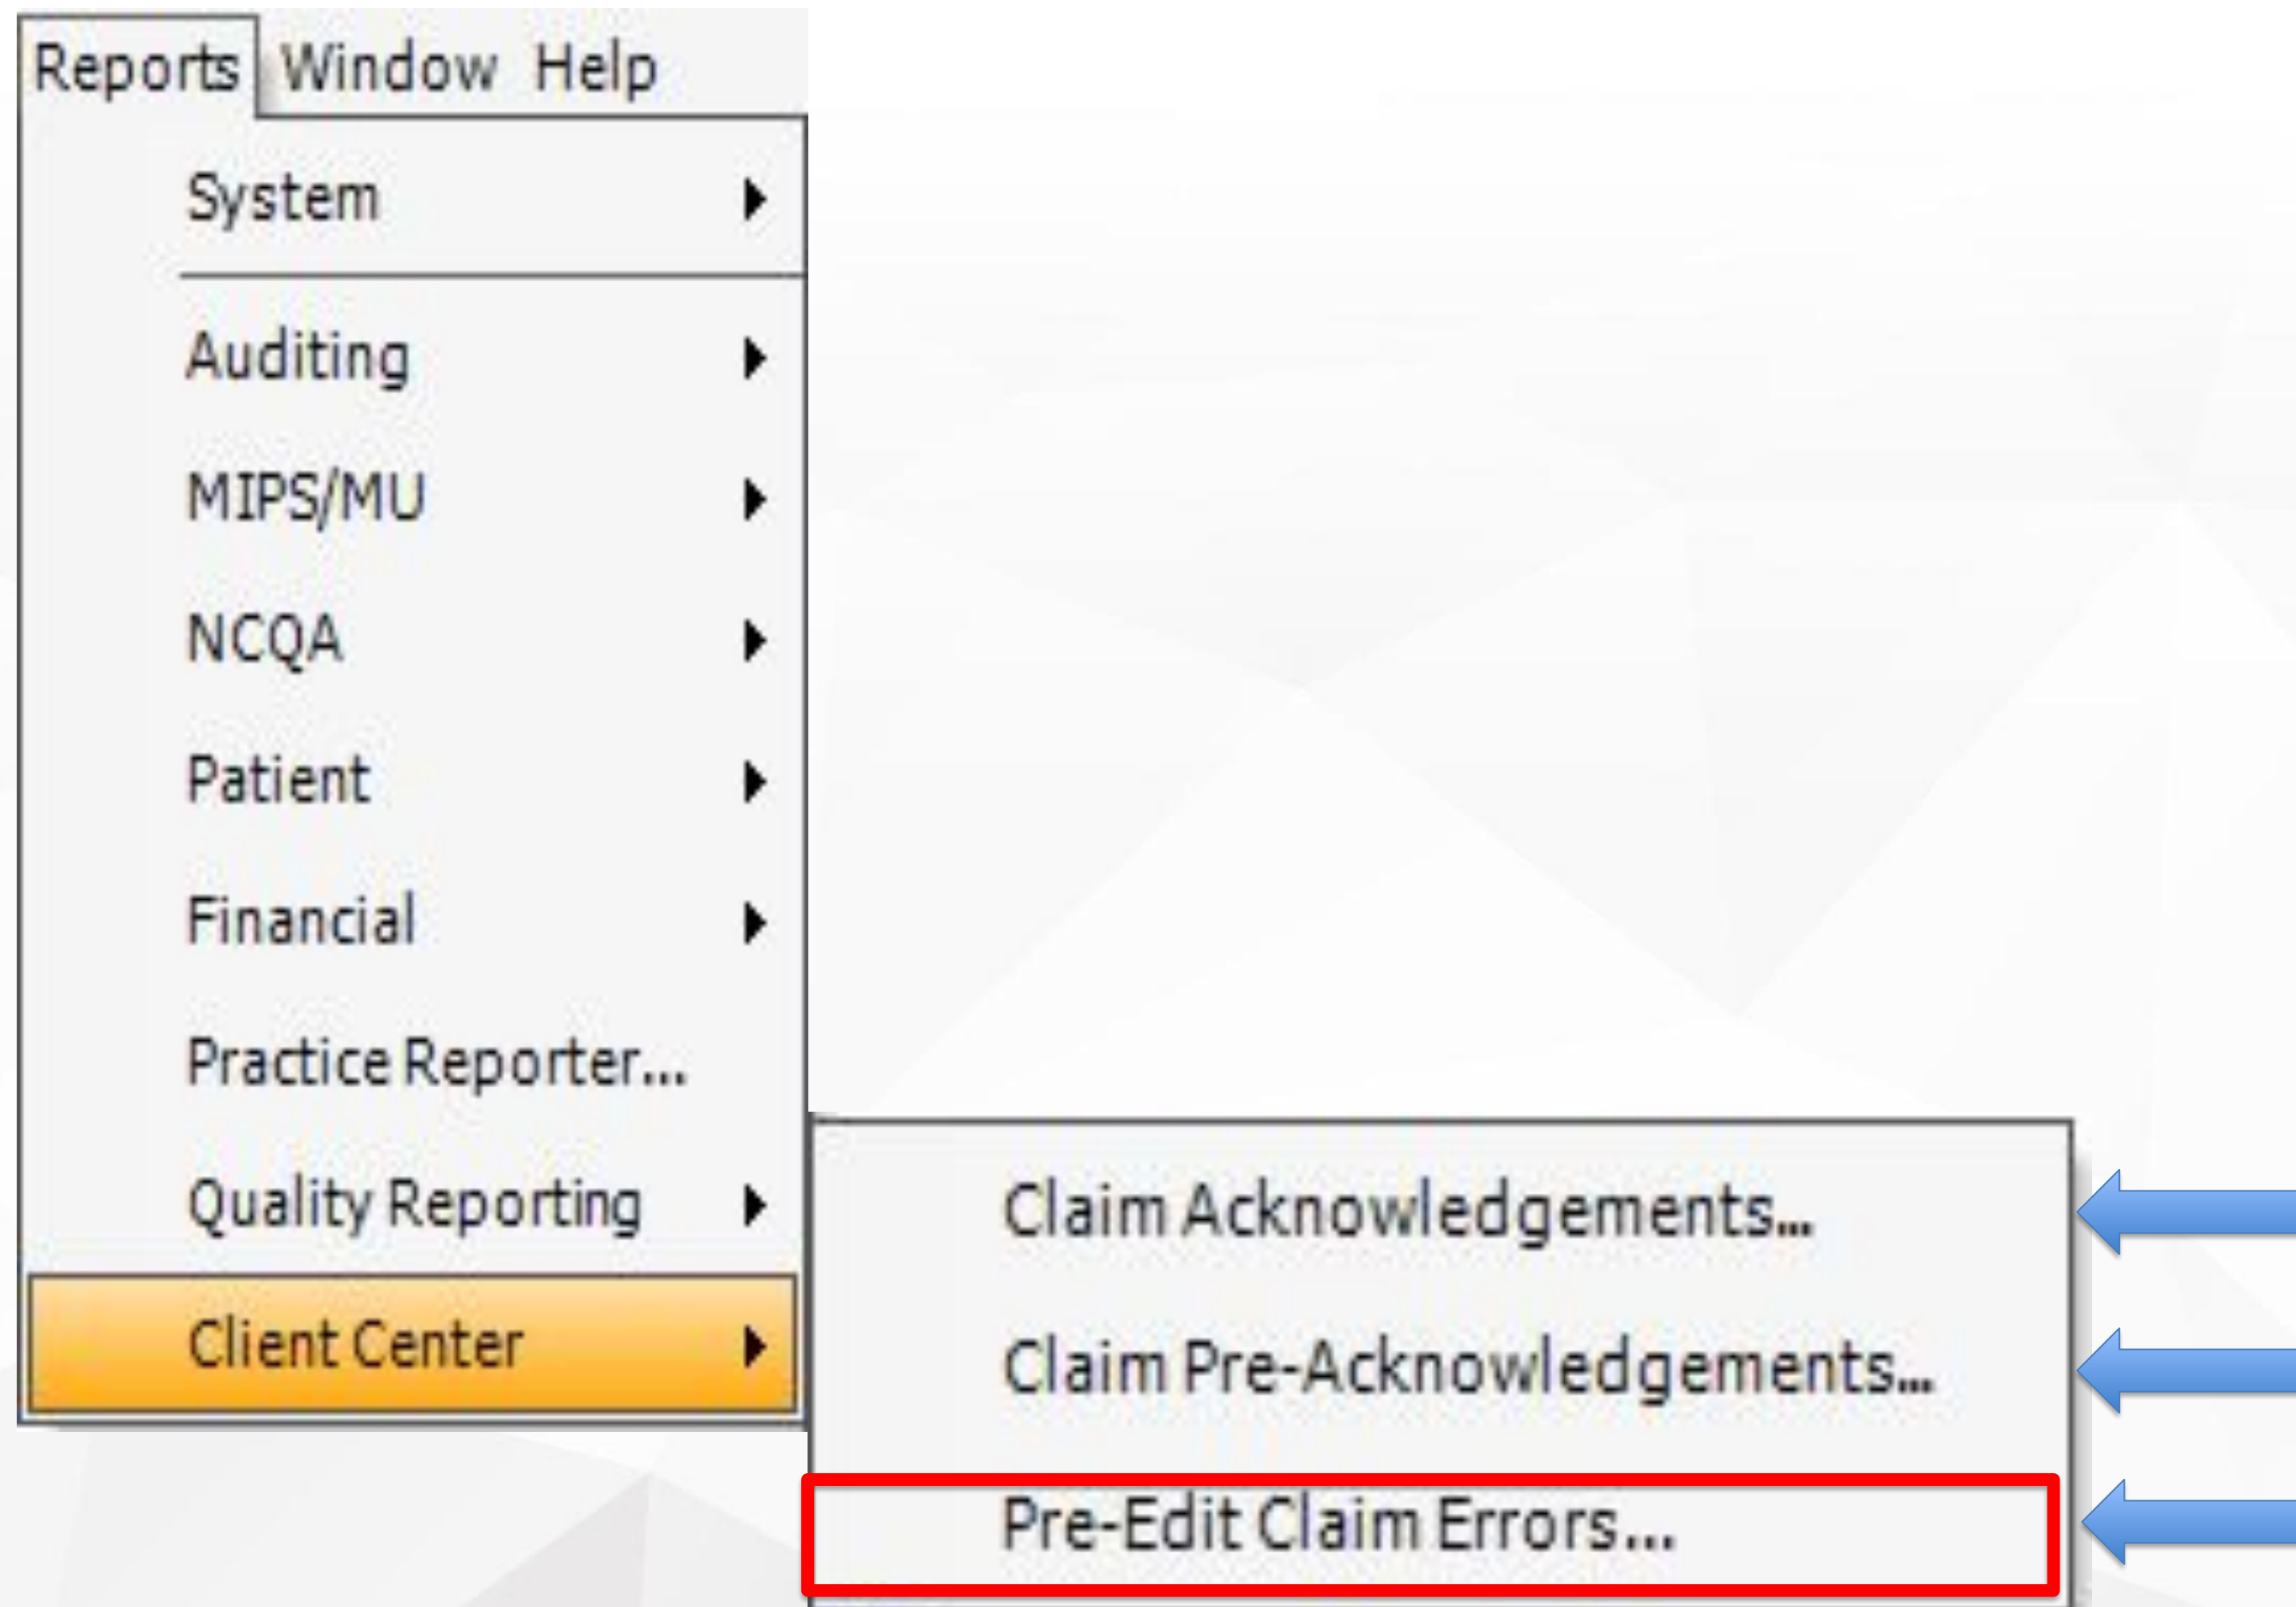 Reports Window Help
System
Auditing
MIPS/MU
NCQA
Patient
Financial
Practice Reporter...
Quality Reporting
Client Center
Claim Acknowledgements...
Claim Pre-Acknowledgements...
Pre-Edit Claim Errors...